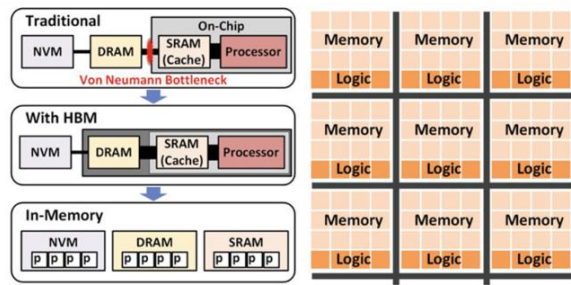 Traditional
On-Chip
NVM
DRAM
SRAM
(Cache)
Processor
Von Neumann Bottleneck
With HBM
NVM
DRAM
SRAM
(Cache)
Processor
In-Memory
NVM
DRAM
SRAM
p p p p
p p p p
p p p p
Memory Memory Memory
Logic Logic Logic
Memory Memory Memory
Logic Logic Logic
Memory Memory Memory
Logic Logic Logic